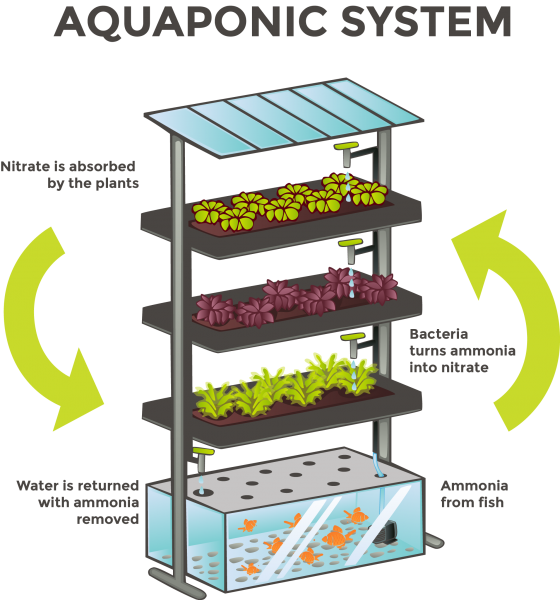 AQUAPONIC SYSTEM
Nitrate is absorbed
by the plants
Bacteria
turns ammonia
into nitrate
Water is returned
with ammonia
removed
Ammonia
from fish